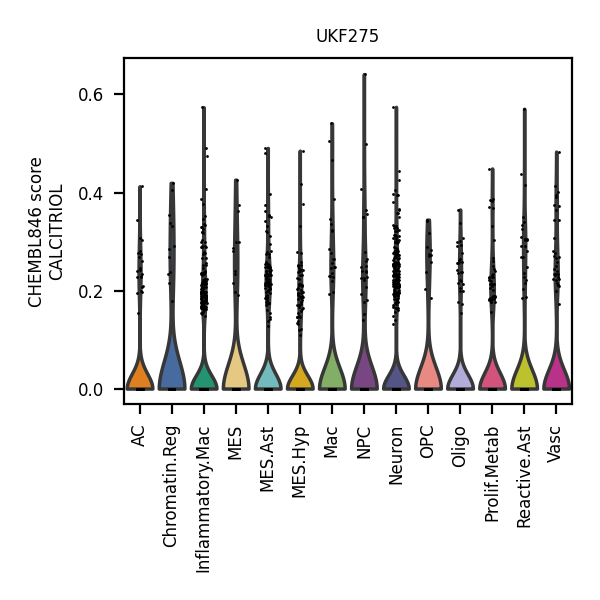 UKF275
CHEMBL846 score
CALCITRIOL
0.6
0.4
0.2
0.0
AC
Chromatin.Reg
Inflammatory.Mac
MES
MES.Ast
MES.Hyp
Mac
NPC
Neuron
OPC
Oligo
Prolif.Metab
Reactive.Ast
Vasc